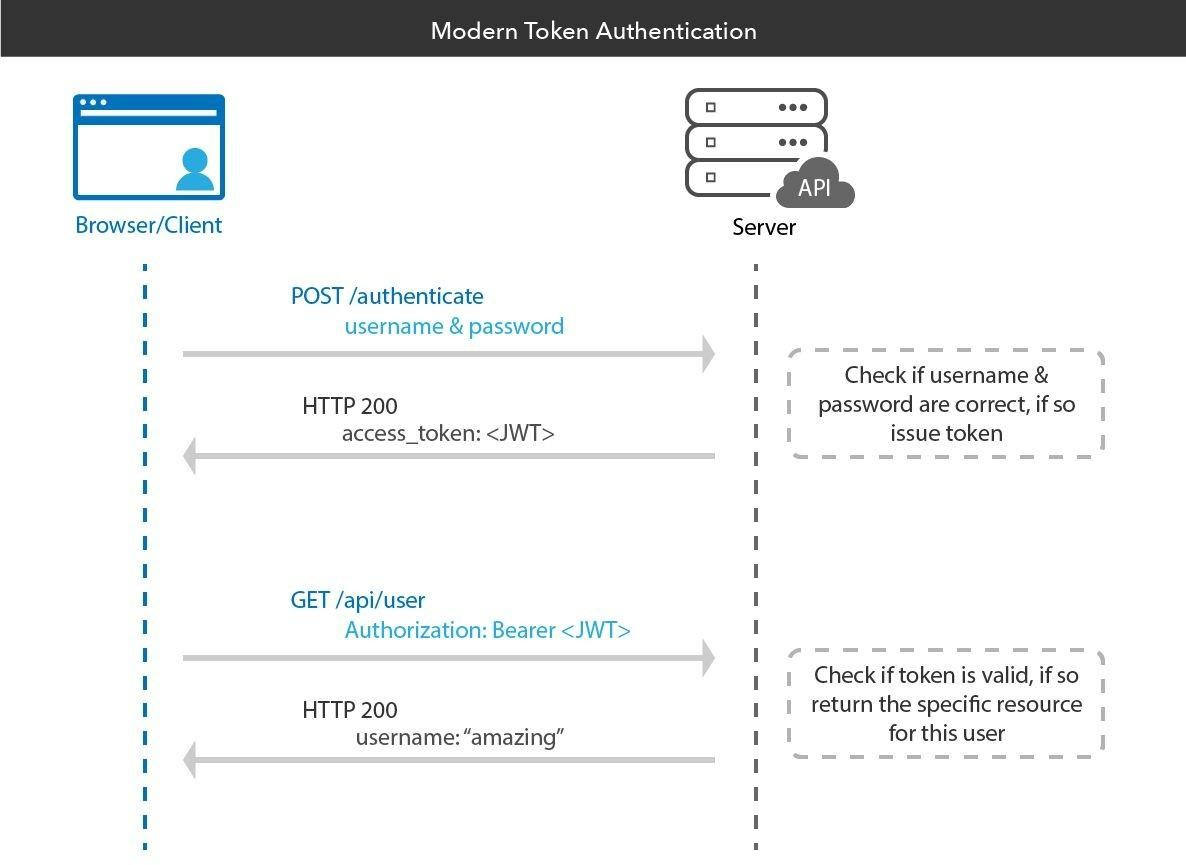 Modern Token Authentication
API
Browser/Client
Server
POST /authenticate
username & password
HTTP 200
access_token: <JWT>
Check if username &
password are correct, if so
issue token
GET /api/user
Authorization: Bearer <JWT>
HTTP 200
username: “amazing”
Check if token is valid, if so
return the specific resource
for this user